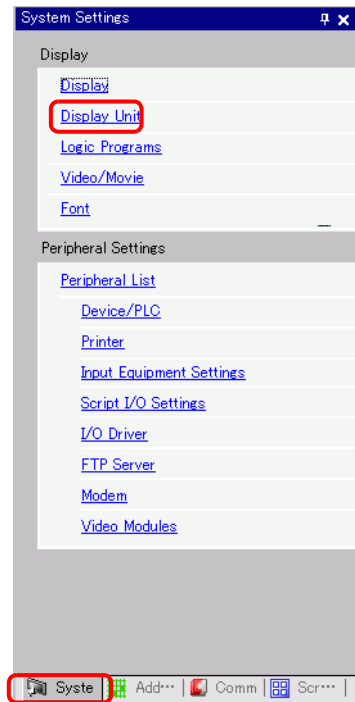 System Settings
Display
Display
Display Unit
Logic Programs
Video/Movie
Font
Peripheral Settings
Peripheral List
Device/PLC
Printer
Input Equipment Settings
Script I/O Settings
I/O Driver
FTP Server
Modem
Video Modules
Syste Add… Comm Scr…